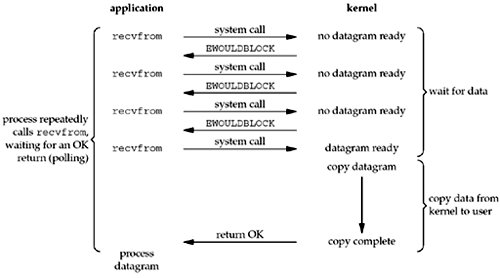 application kernel
recvfrom system call no datagram ready
EWOULDBLOCK
recvfrom system call no datagram ready
EWOULDBLOCK
recvfrom system call no datagram ready
EWOULDBLOCK
recvfrom system call datagram ready
process repeatedly
calls recvfrom,
waiting for an OK
return (polling)
wait for data
copy datagram
copy data from
kernel to user
return OK copy complete
process
datagram